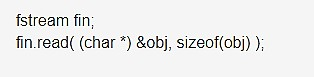 fstream fin;
fin.read( (char *) &obj, sizeof(obj) );